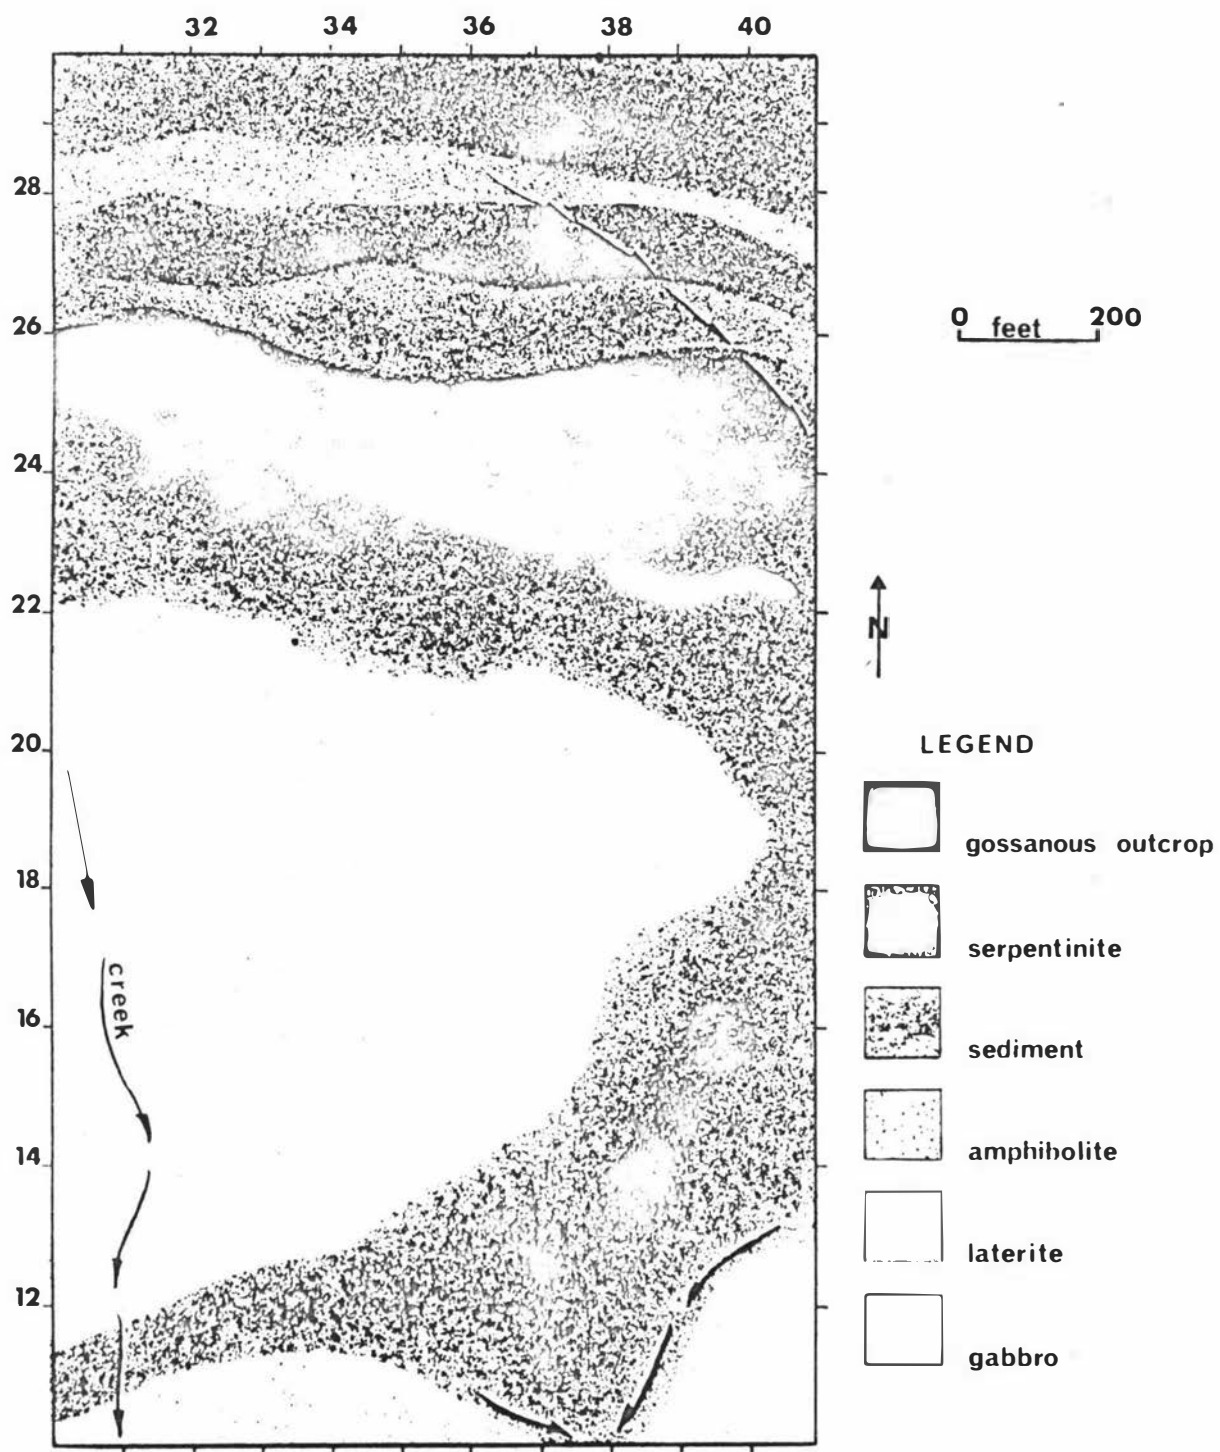 32 34 36 38 40
28
26
0 feet 200
24
22
N
20
LEGEND
gossanous outcrop
18
serpentinite
creek
16
sediment
14
amphibolite
laterite
12
gabbro